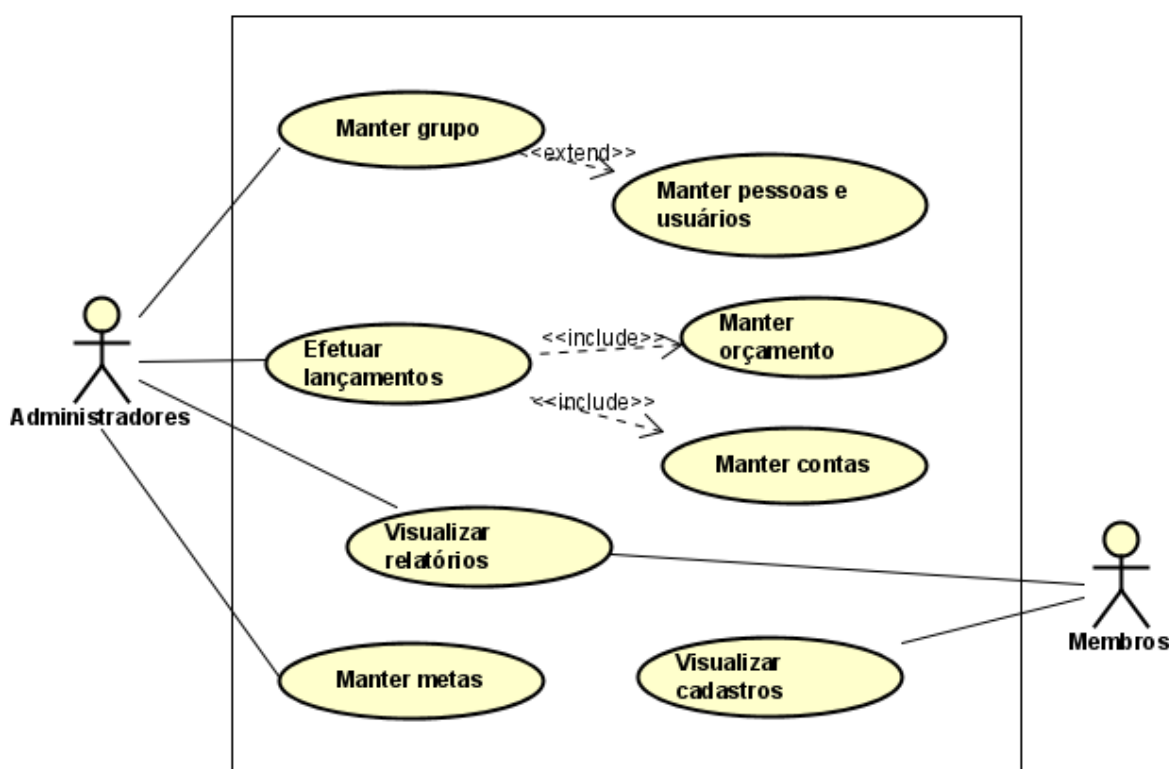 Manter grupo
<<extend>>
Manter pessoas e
usuários
Manter
orçamento
<<include>>
Efetuar
lançamentos
<<include>>
Administradores
Manter contas
Visualizar
relatórios
Membros
Manter metas
Visualizar
cadastros